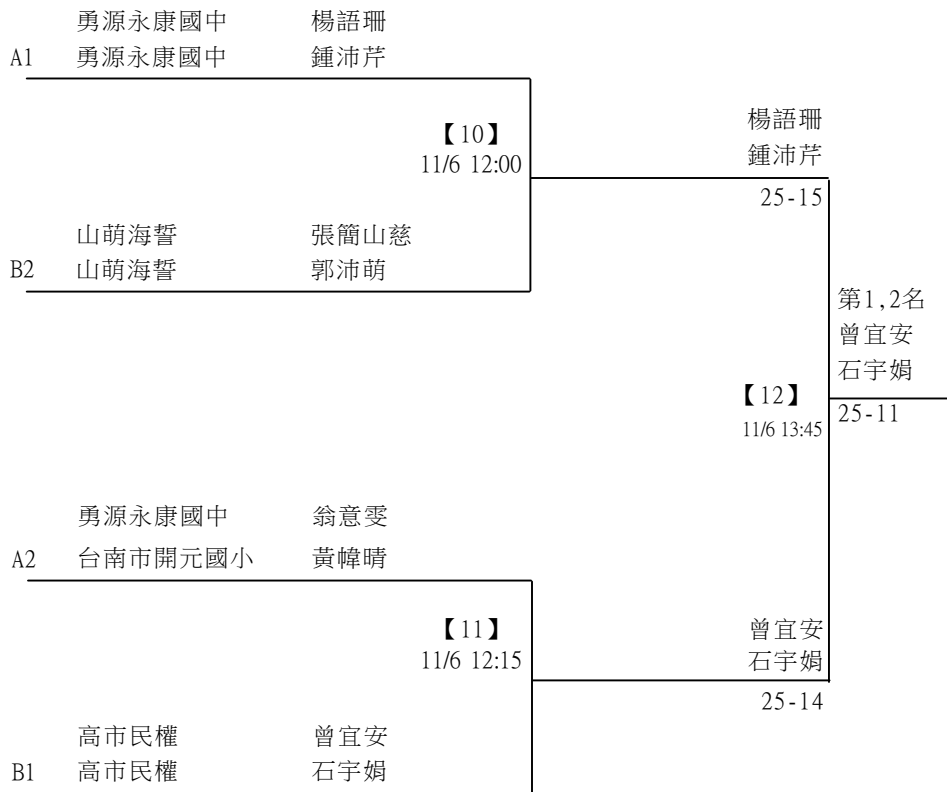 勇源永康國中 楊語珊
A1 勇源永康國中 鍾沛芹
【10】
11/6 12:00
楊語珊
鍾沛芹
25-15
山萌海誓 張簡山慈
B2 山萌海誓 郭沛萌
第1,2名
曾宜安
石宇娟
【12】
11/6 13:45
25-11
勇源永康國中 翁意雯
A2 台南市開元國小 黃幃晴
【11】
11/6 12:15
曾宜安
石宇娟
25-14
高市民權 曾宜安
B1 高市民權 石宇娟